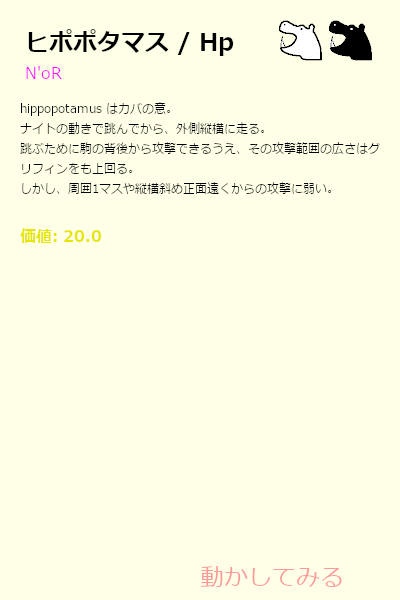 ヒポポタマス / Hp
N'oR
hippopotamus はカバの意。
ナイトの動きで跳んでから、外側縦横に走る。
跳ぶために駒の背後から攻撃できるうえ、その攻撃範囲の広さはグ
リフィンをも上回る。
しかし、周囲1マスや縦横斜め正面遠くからの攻撃に弱い。
価値: 20.0
動かしてみる